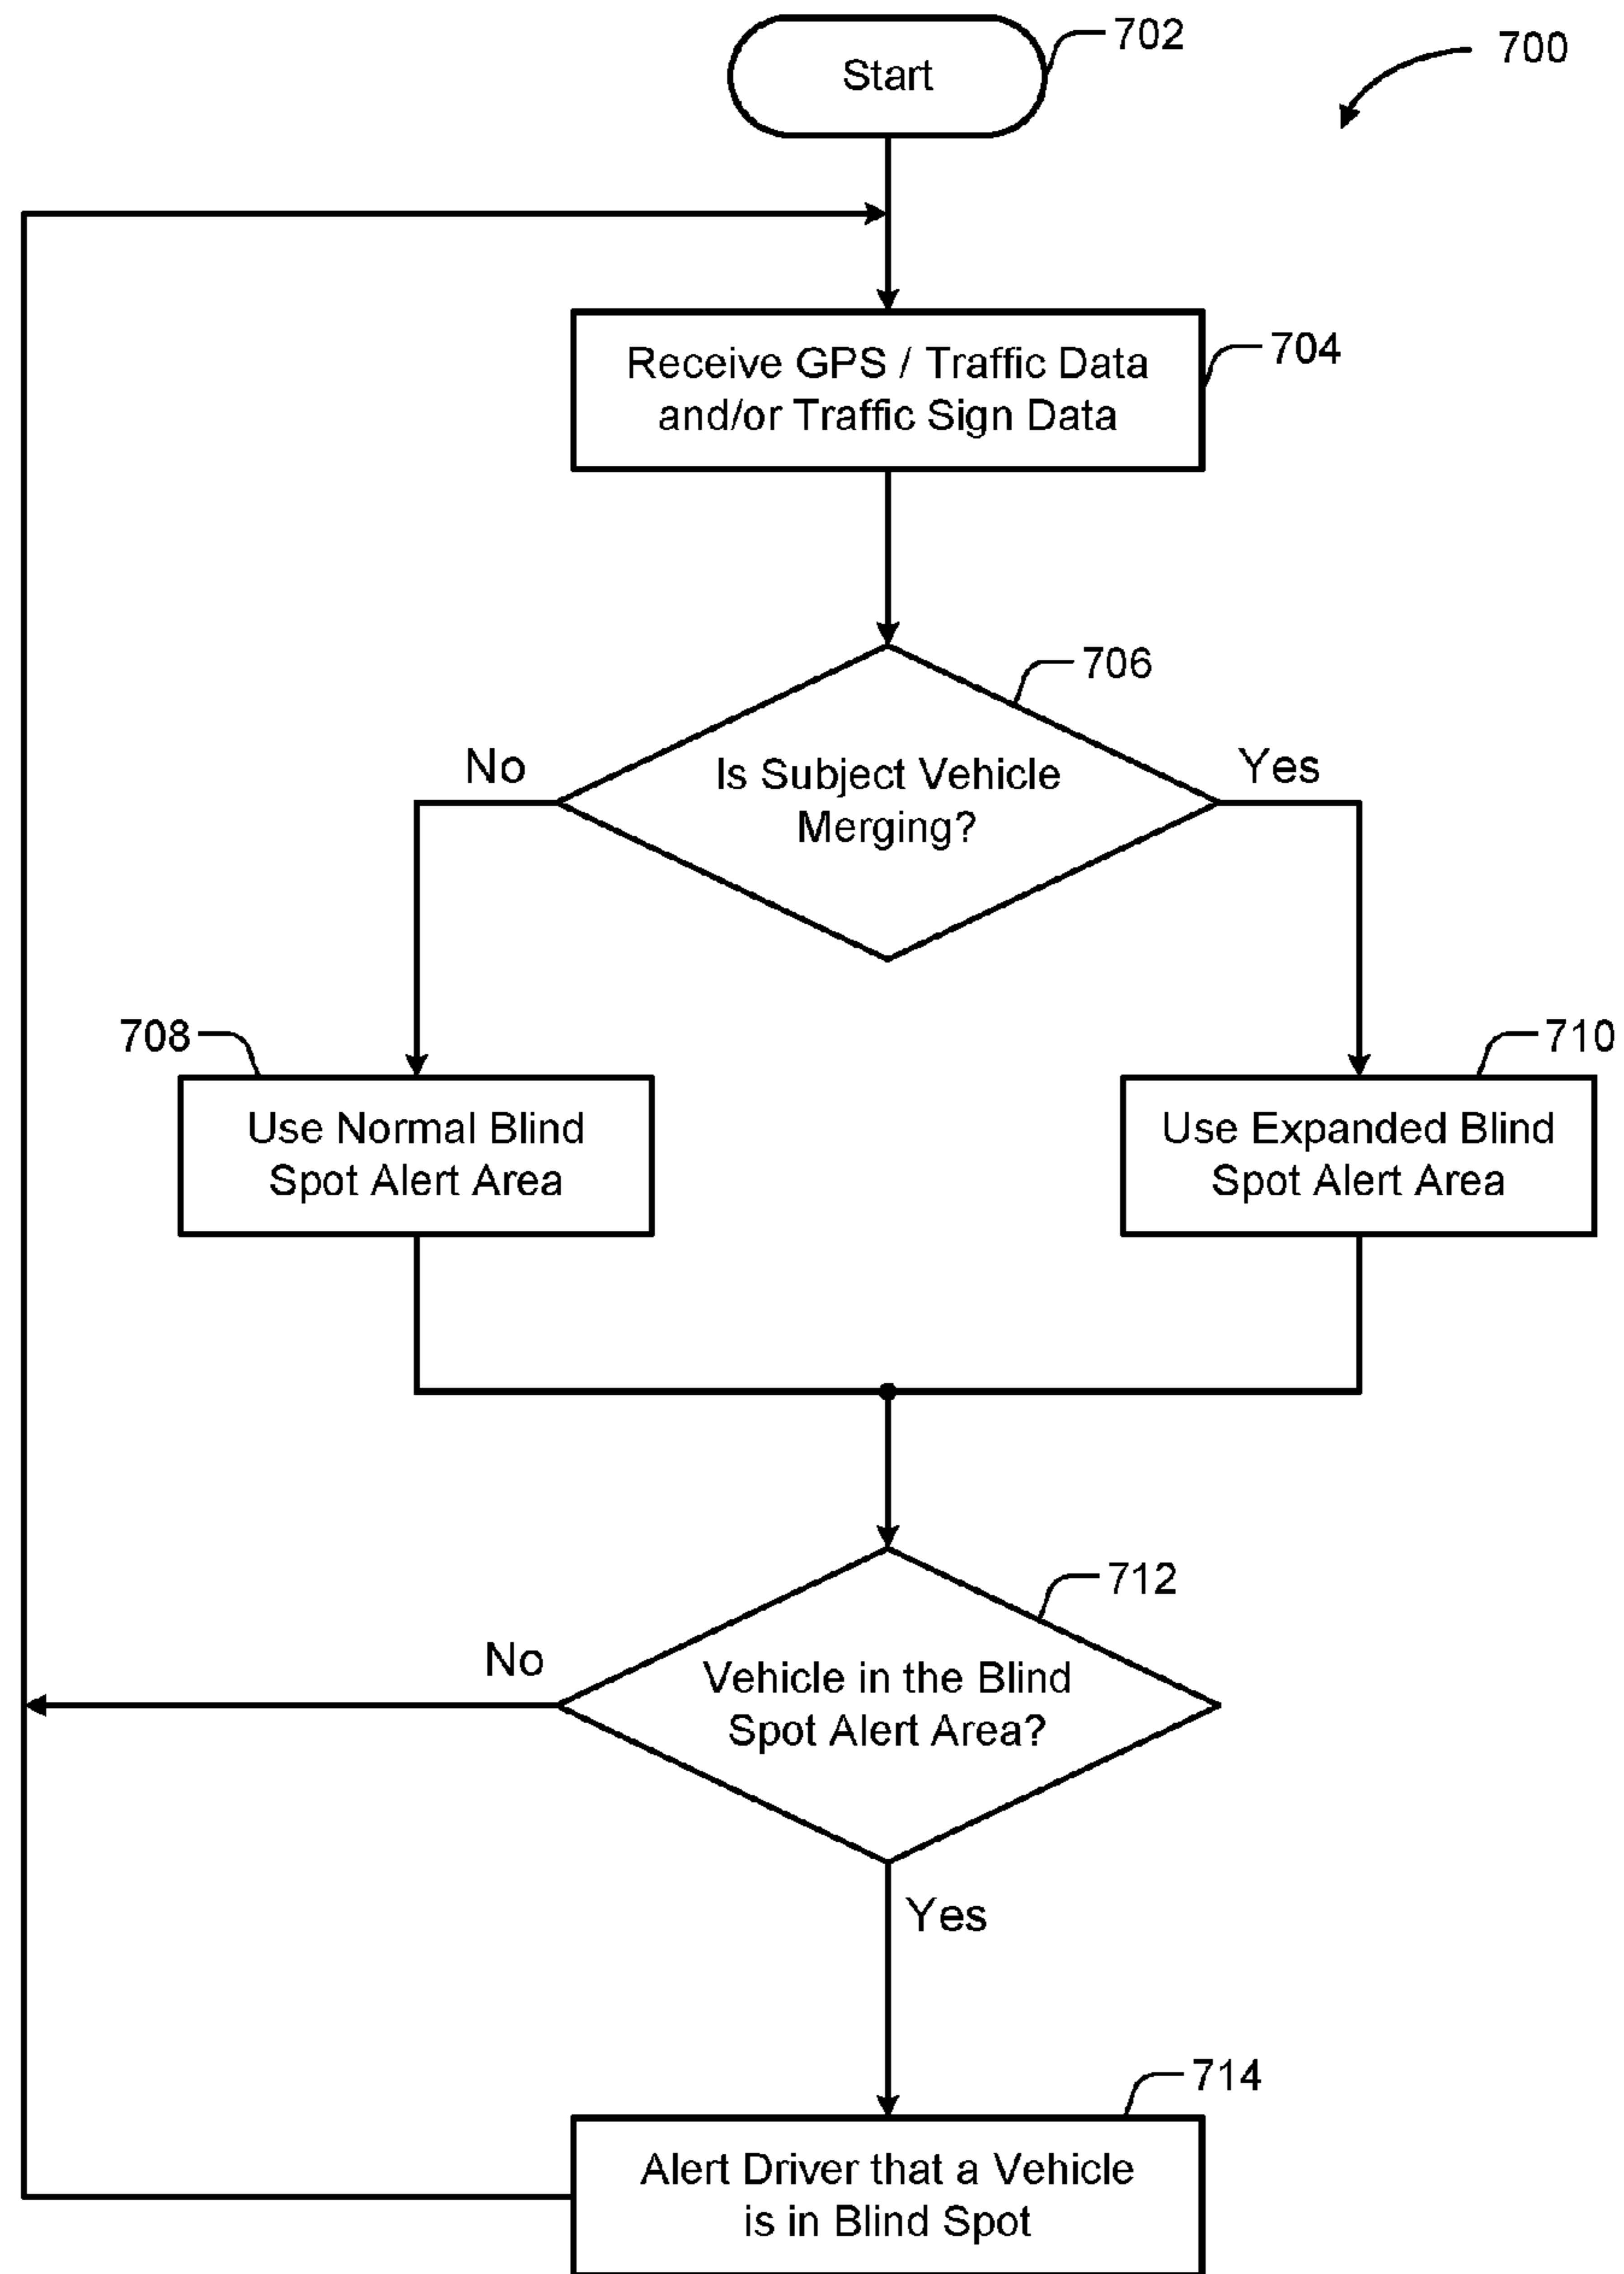 Start
702
700
Receive GPS / Traffic Data
and/or Traffic Sign Data
704
706
No
Yes
Is Subject Vehicle
Merging?
708
710
Use Normal Blind
Spot Alert Area
Use Expanded Blind
Spot Alert Area
712
No
Vehicle in the Blind
Spot Alert Area?
Yes
714
Alert Driver that a Vehicle
is in Blind Spot